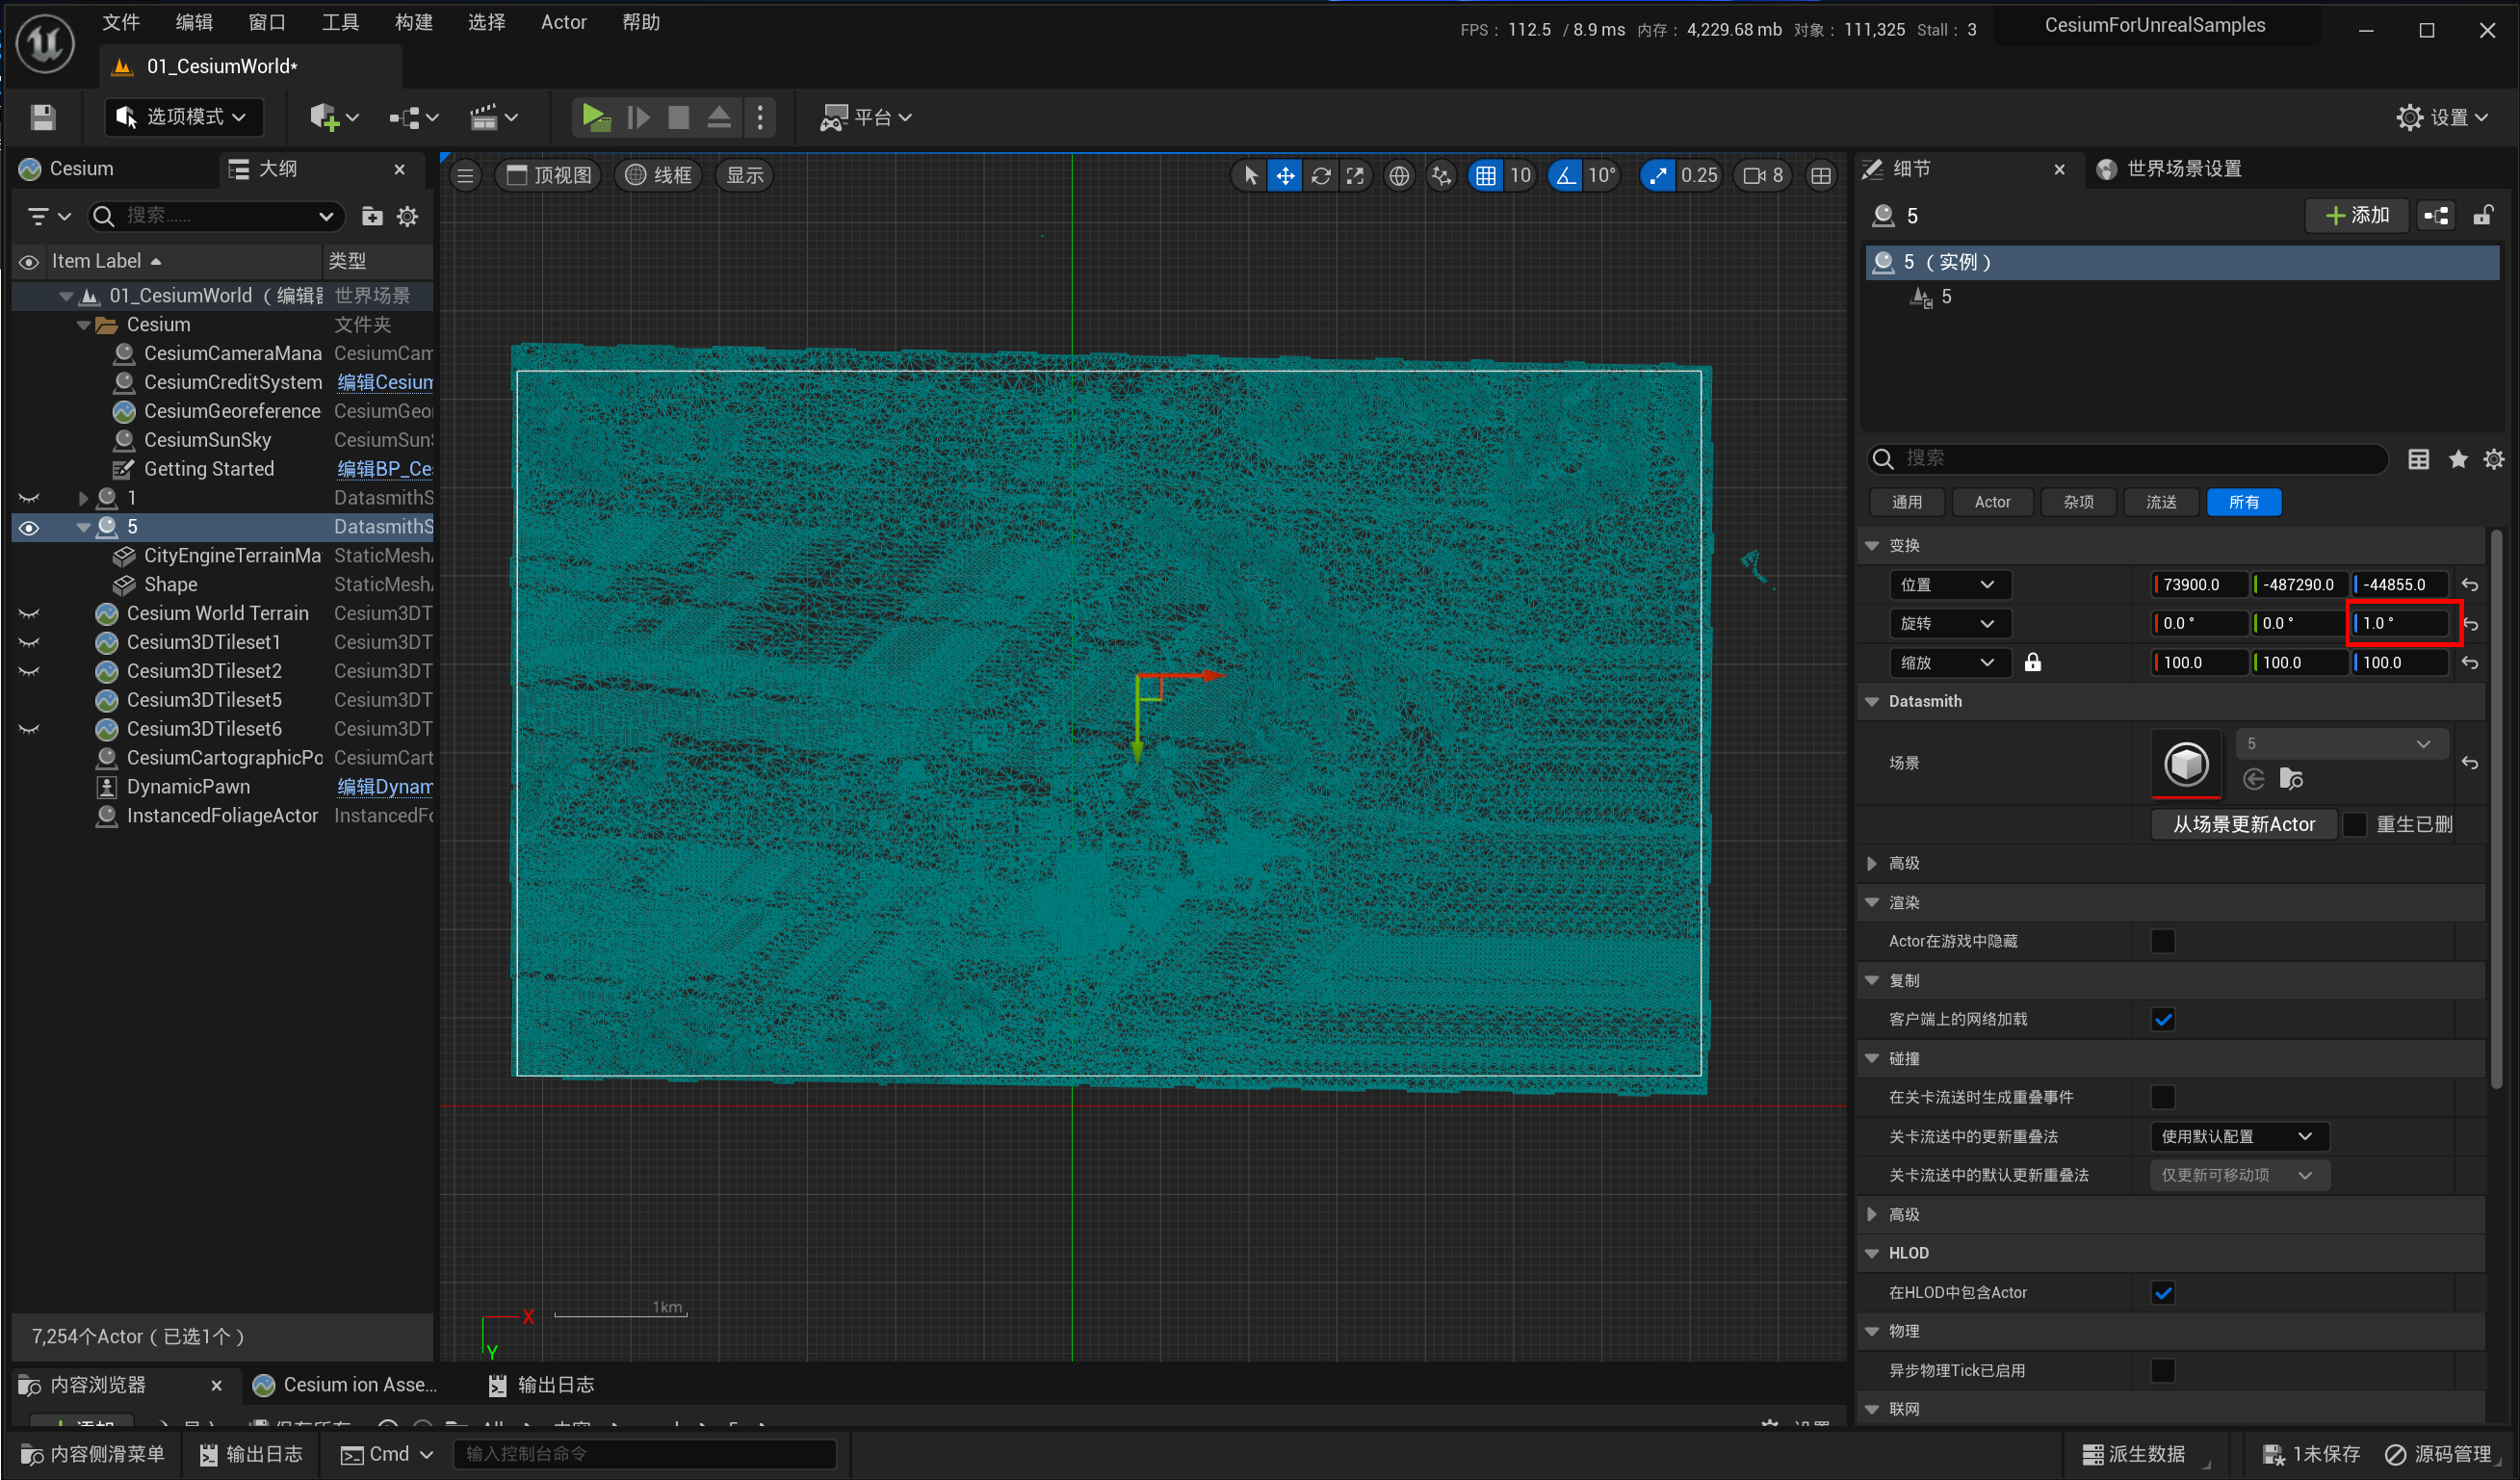 文件 编辑 窗口 工具 构建 选择 Actor 帮助
FPS： 112.5 / 8.9 ms 内存： 4,229.68 mb 对象： 111,325 Stall： 3
CesiumForUnrealSamples
01_CesiumWorld*
选项模式
平台
设置
Cesium
大纲
搜索......
Item Label 类型
01_CesiumWorld （编辑 世界场景
Cesium 文件夹
CesiumCameraMana CesiumCam
CesiumCreditSystem 编辑Cesium
CesiumGeoreference CesiumGeo
CesiumSunSky CesiumSun
Getting Started 编辑BP_Ce
1 DatasmithS
5 DatasmithS
CityEngineTerrainMa StaticMesh
Shape StaticMesh
Cesium World Terrain Cesium3DT
Cesium3DTileset1 Cesium3DT
Cesium3DTileset2 Cesium3DT
Cesium3DTileset5 Cesium3DT
Cesium3DTileset6 Cesium3DT
CesiumCartographicPo CesiumCart
DynamicPawn 编辑Dynam
InstancedFoliageActor InstancedFo
7,254个Actor（已选1个）
顶视图 线框 显示
10 10° 0.25 8
1km
X
Y
细节
世界场景设置
5
添加
5 （实例）
5
搜索
通用 Actor 杂项 流送 所有
变换
位置 73900.0 -487290.0 -44855.0
旋转 0.0 ° 0.0 ° 1.0 °
缩放 100.0 100.0 100.0
Datasmith
场景 5
从场景更新Actor 重生已删
高级
渲染
Actor在游戏中隐藏
复制
客户端上的网络加载
碰撞
在关卡流送时生成重叠事件
关卡流送中的更新重叠法 使用默认配置
关卡流送中的默认更新重叠法 仅更新可移动项
高级
HLOD
在HLOD中包含Actor
物理
异步物理Tick已启用
联网
内容浏览器
Cesium ion Asse...
输出日志
内容侧滑菜单
输出日志
Cmd
输入控制台命令
派生数据
1未保存
源码管理